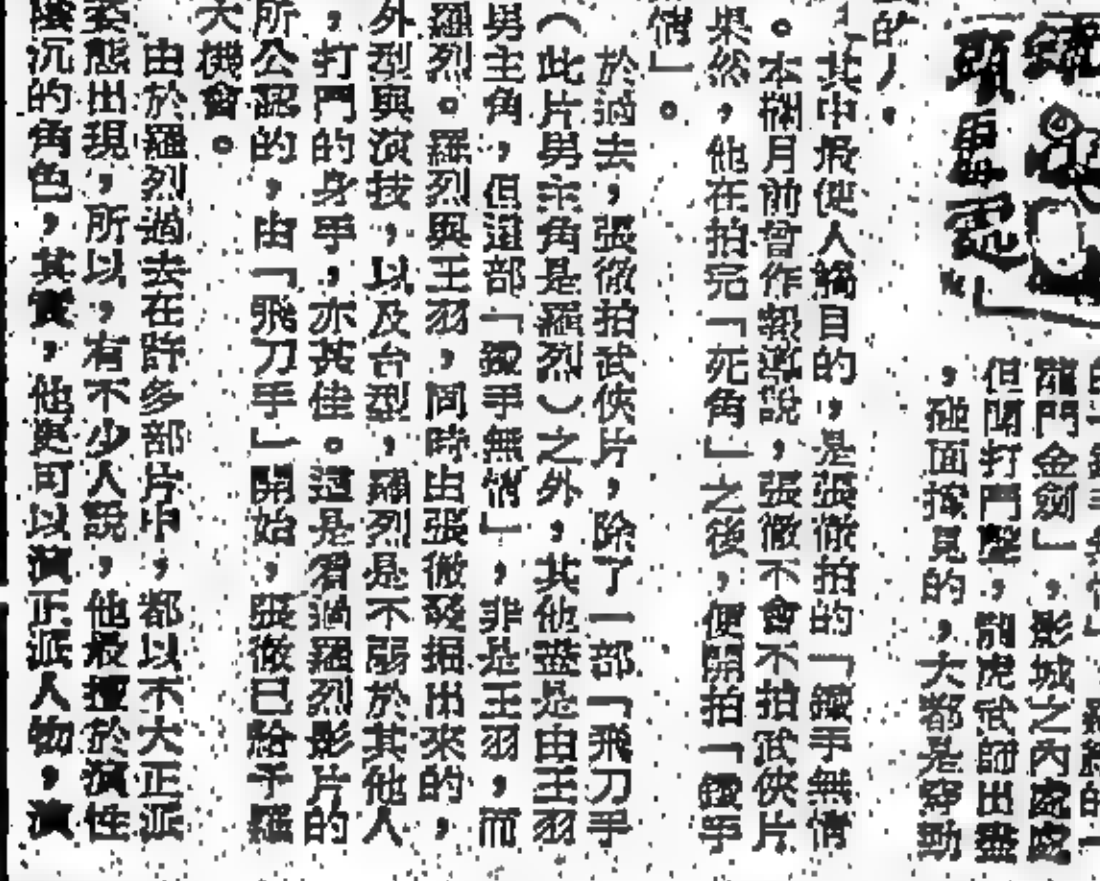 龍門金劍」，影城之內處處
但聞打鬥聲，龍虎武師出盡
，碰面撞見的，大都是穿勁
的人，
其中最使人觸目的，是張徹拍的「鐵手無情
。本欄月前曾作報道說，張徹不會不拍武俠片
果然，他在拍完「死角」之後，便開拍「鐵手
情」。
於過去，張徹拍武俠片，除了一部「飛刀手
（此片男主角是羅烈）之外，其他盡是由王羽
男主角，但這部「鐵手無情」，非是王羽，而
羅烈。羅烈與王羽，同時由張徹發掘出來的，
外型與演技，以及台型，羅烈是不弱於其他人
，打鬥的身手，亦甚佳。這是看過羅烈影片的
所公認的，由「飛刀手」開始，張徹已給予羅
大機會。
由於羅烈過去在許多部片中，都以不大正派
姿態出現，所以，有不少人說，他最擅於演性
陰沉的角色，其實，他更可以演正派人物，演